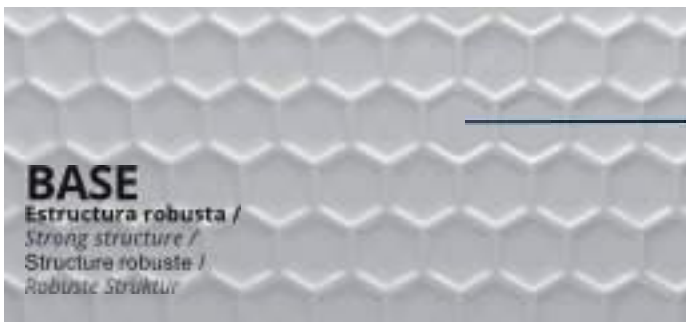 BASE
Estructura robusta /
Strong structure /
Structure robuste /
Robuste Struktur